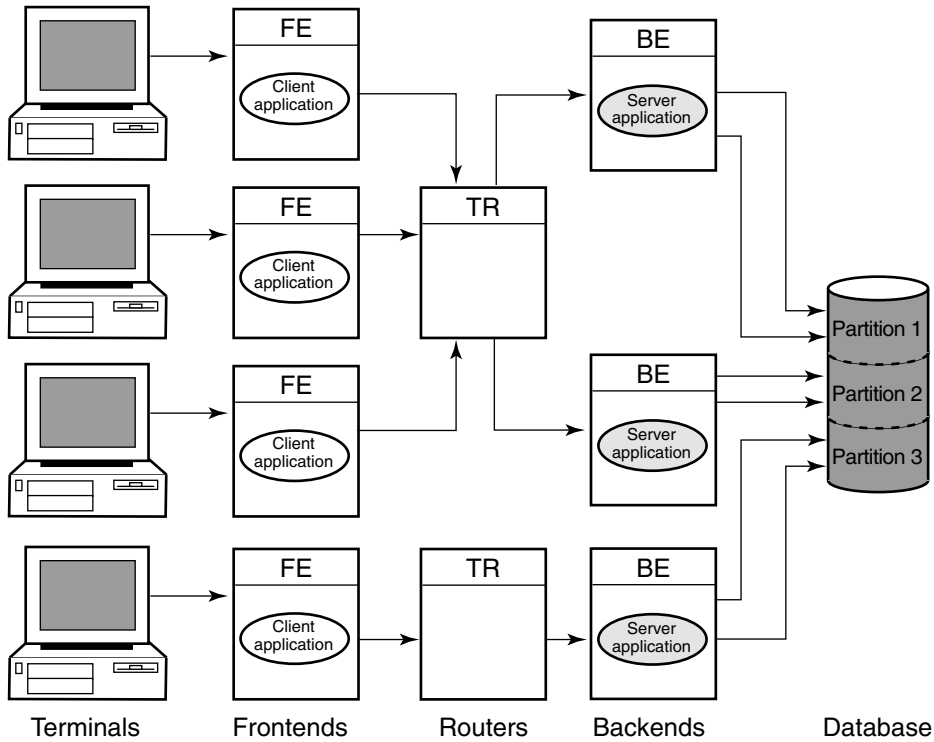 FE
Client
application
BE
Server
application
FE
Client
application
TR
Partition 1
Partition 2
Partition 3
FE
Client
application
BE
Server
application
FE
Client
application
TR
BE
Server
application
Terminals Frontends Routers Backends Database